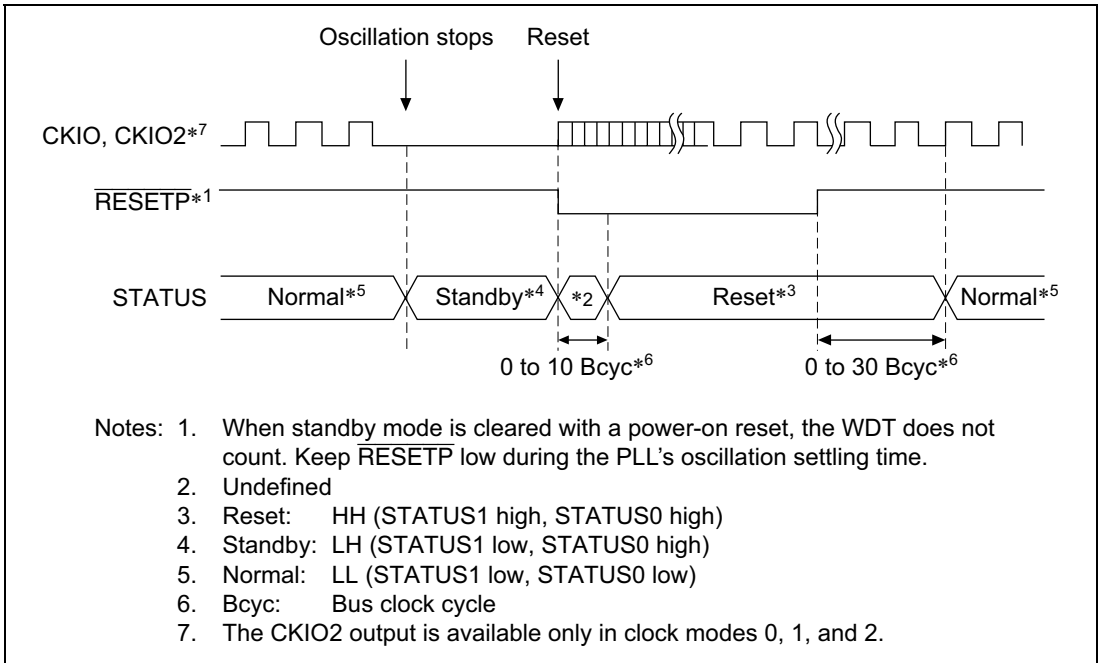 Oscillation stops Reset
CKIO, CKIO2*7
RESETP*1
STATUS Normal*5 Standby*4 *2 Reset*3 Normal*5
0 to 10 Bcyc*6 0 to 30 Bcyc*6
Notes: 1. When standby mode is cleared with a power-on reset, the WDT does not
count. Keep RESETP low during the PLL's oscillation settling time.
2. Undefined
3. Reset: HH (STATUS1 high, STATUS0 high)
4. Standby: LH (STATUS1 low, STATUS0 high)
5. Normal: LL (STATUS1 low, STATUS0 low)
6. Bcyc: Bus clock cycle
7. The CKIO2 output is available only in clock modes 0, 1, and 2.